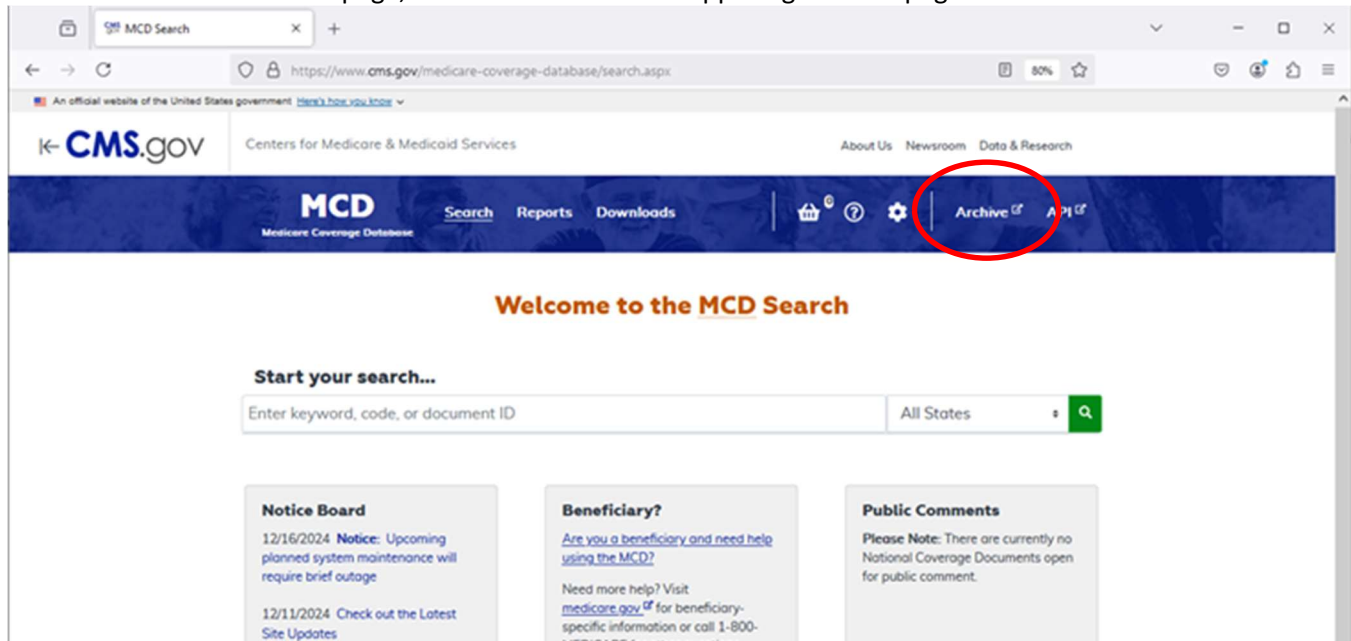 MCD Search
https://www.cms.gov/medicare-coverage-database/search.aspx
80%
An official website of the United States government Here's how you know
CMS.gov
Centers for Medicare & Medicaid Services
About Us Newsroom Data & Research
MCD
Medicare Coverage Database
Search Reports Downloads
0
Archive API
Welcome to the MCD Search
Start your search...
Enter keyword, code, or document ID
All States
Notice Board
12/16/2024 Notice: Upcoming
planned system maintenance will
require brief outage
12/11/2024 Check out the Latest
Site Updates
Beneficiary?
Are you a beneficiary and need help
using the MCD?
Need more help? Visit
medicare.gov for beneficiary-
specific information or call 1-800-
Public Comments
Please Note: There are currently no
National Coverage Documents open
for public comment.